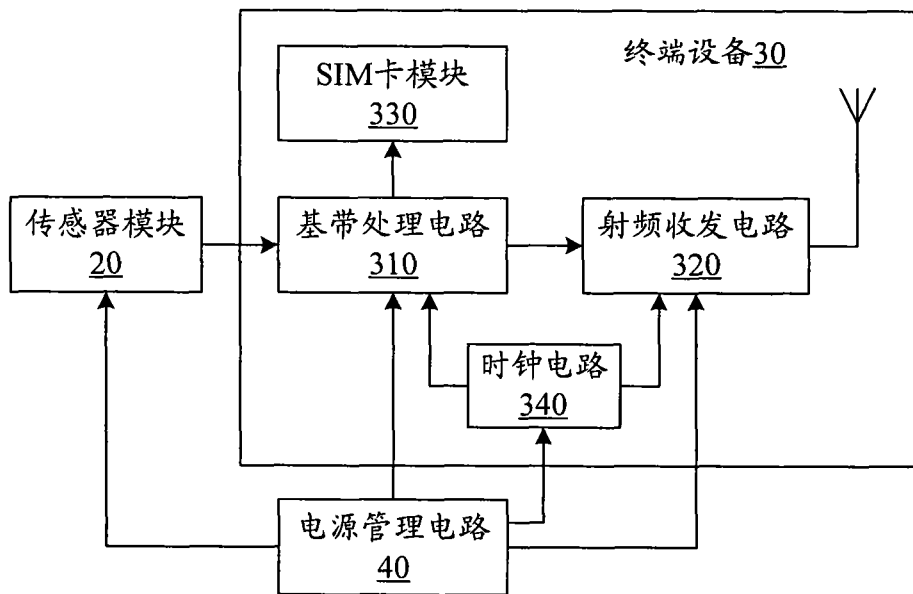 终端设备30
SIM卡模块
330
传感器模块
20
基带处理电路
310
射频收发电路
320
时钟电路
340
电源管理电路
40